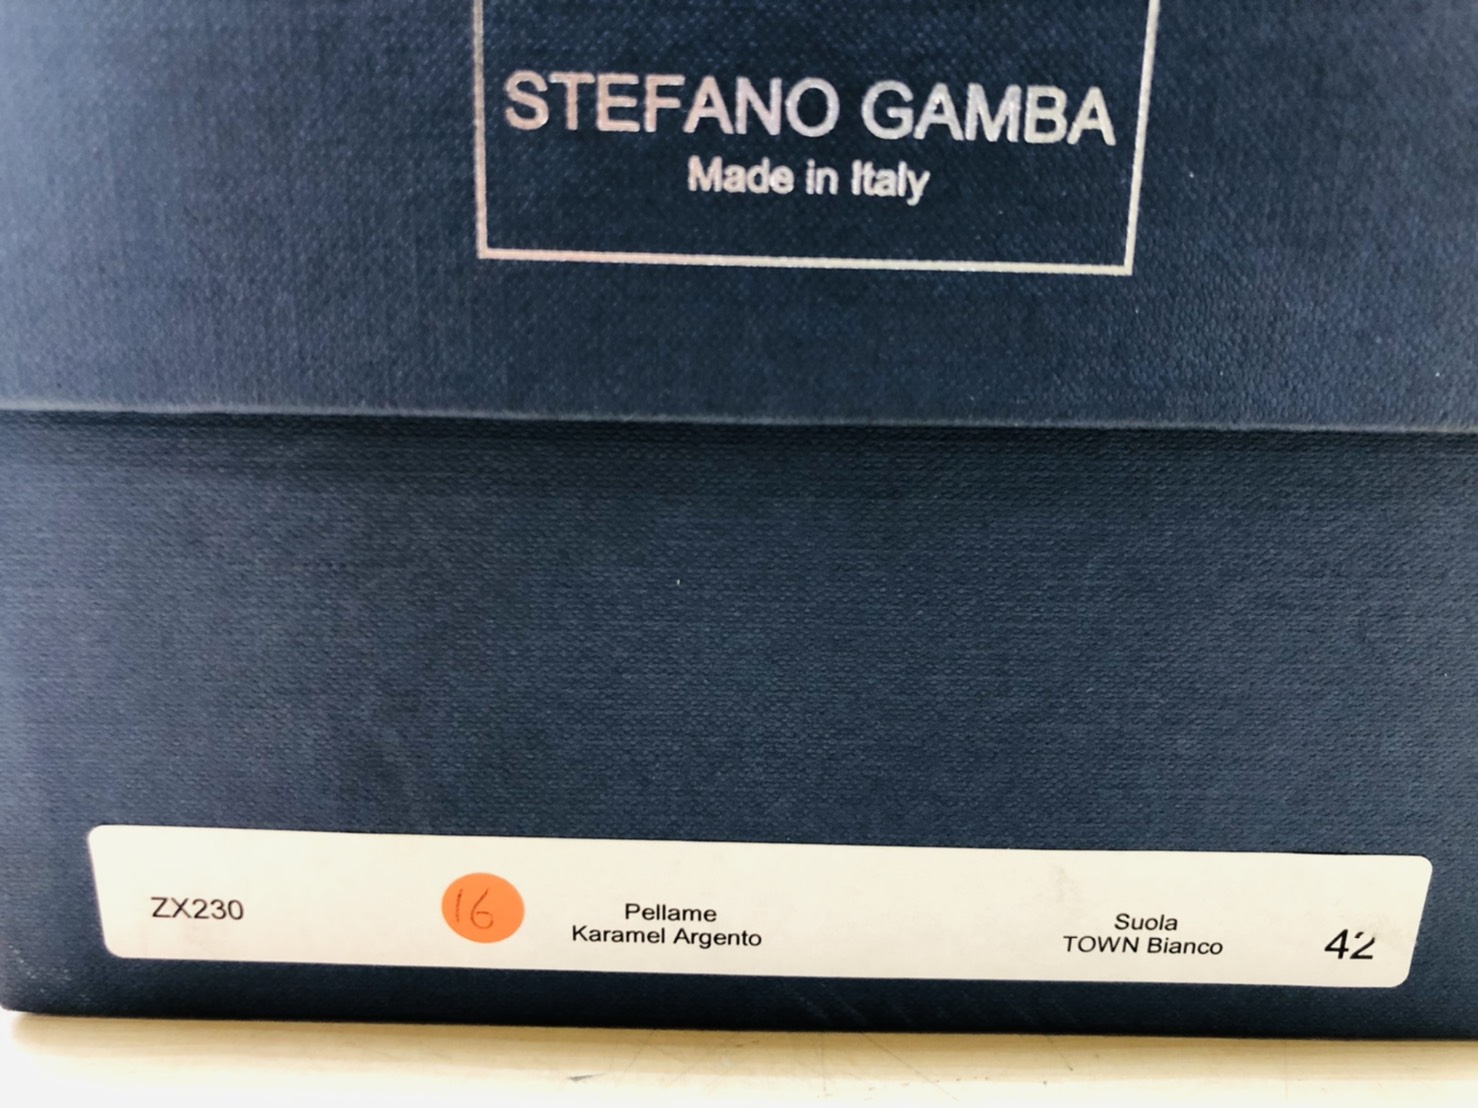 STEFANO GAMBA
Made in Italy
ZX230
16
Pellame
Karamel Argento
Suola
TOWN Bianco
42